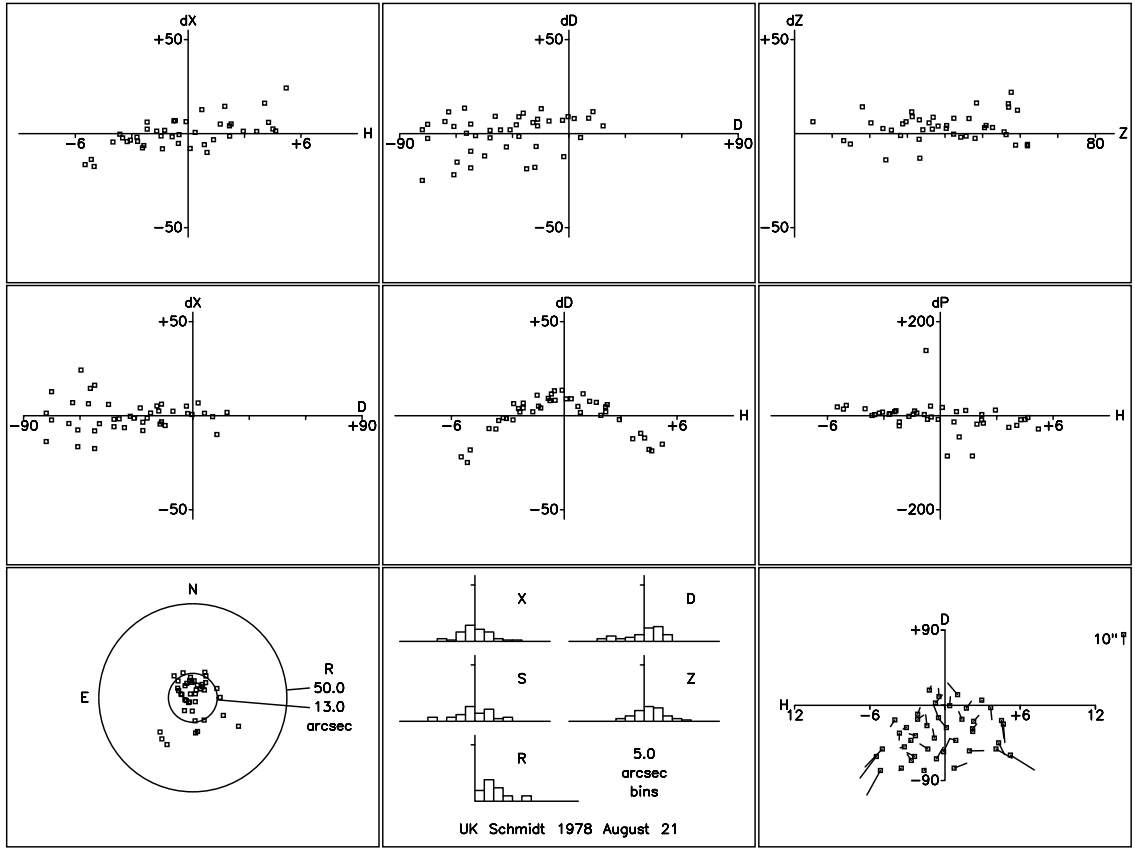 dX
+50
H
-6
+6
-50
dD
+50
D
-90
+90
-50
dZ
+50
Z
80
-50
dX
+50
D
-90
+90
-50
dD
+50
H
-6
+6
-50
dP
+200
H
-6
+6
-200
N
E
R
50.0
13.0
arcsec
X
D
S
Z
R
5.0
arcsec
bins
UK Schmidt 1978 August 21
D
+90
10"
H
12
-6
+6
12
-90